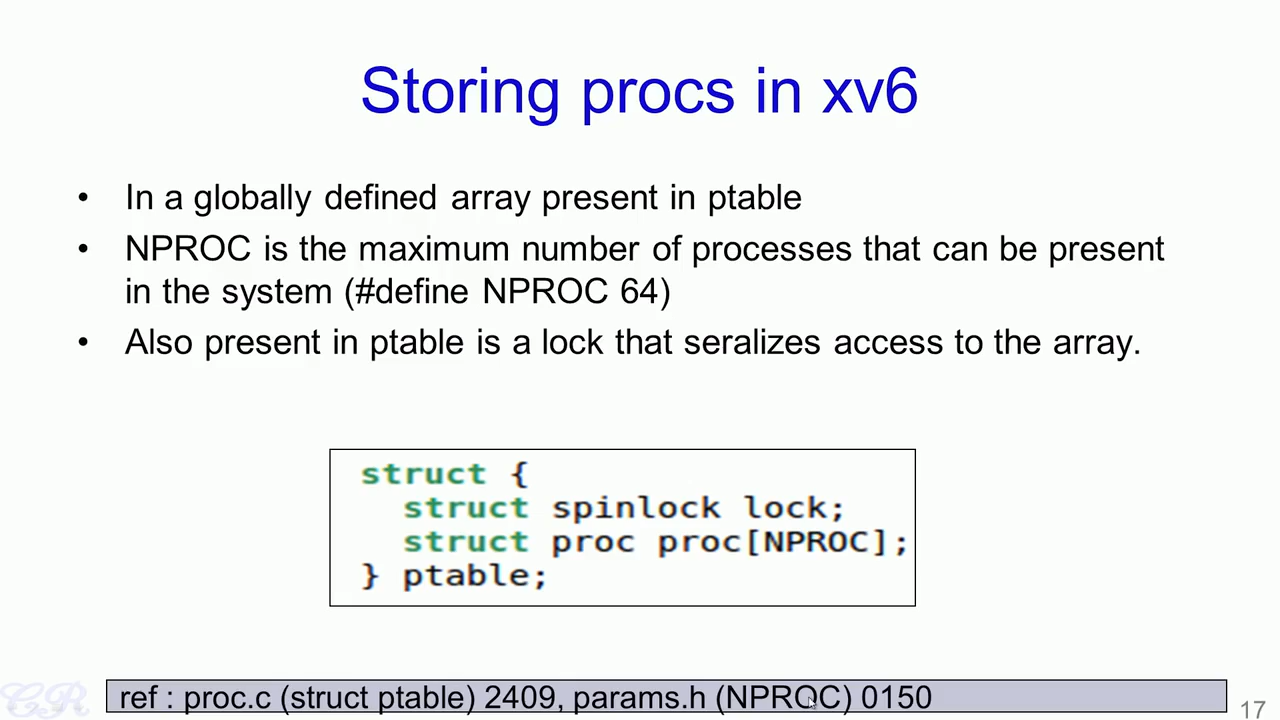 Storing procs in xv6
• In a globally defined array present in ptable
• NPROC is the maximum number of processes that can be present
in the system (#define NPROC 64)
• Also present in ptable is a lock that seralizes access to the array.
struct {
struct spinlock lock;
struct proc proc[NPROC];
} ptable;
ref : proc.c (struct ptable) 2409, params.h (NPROC) 0150
CR
17